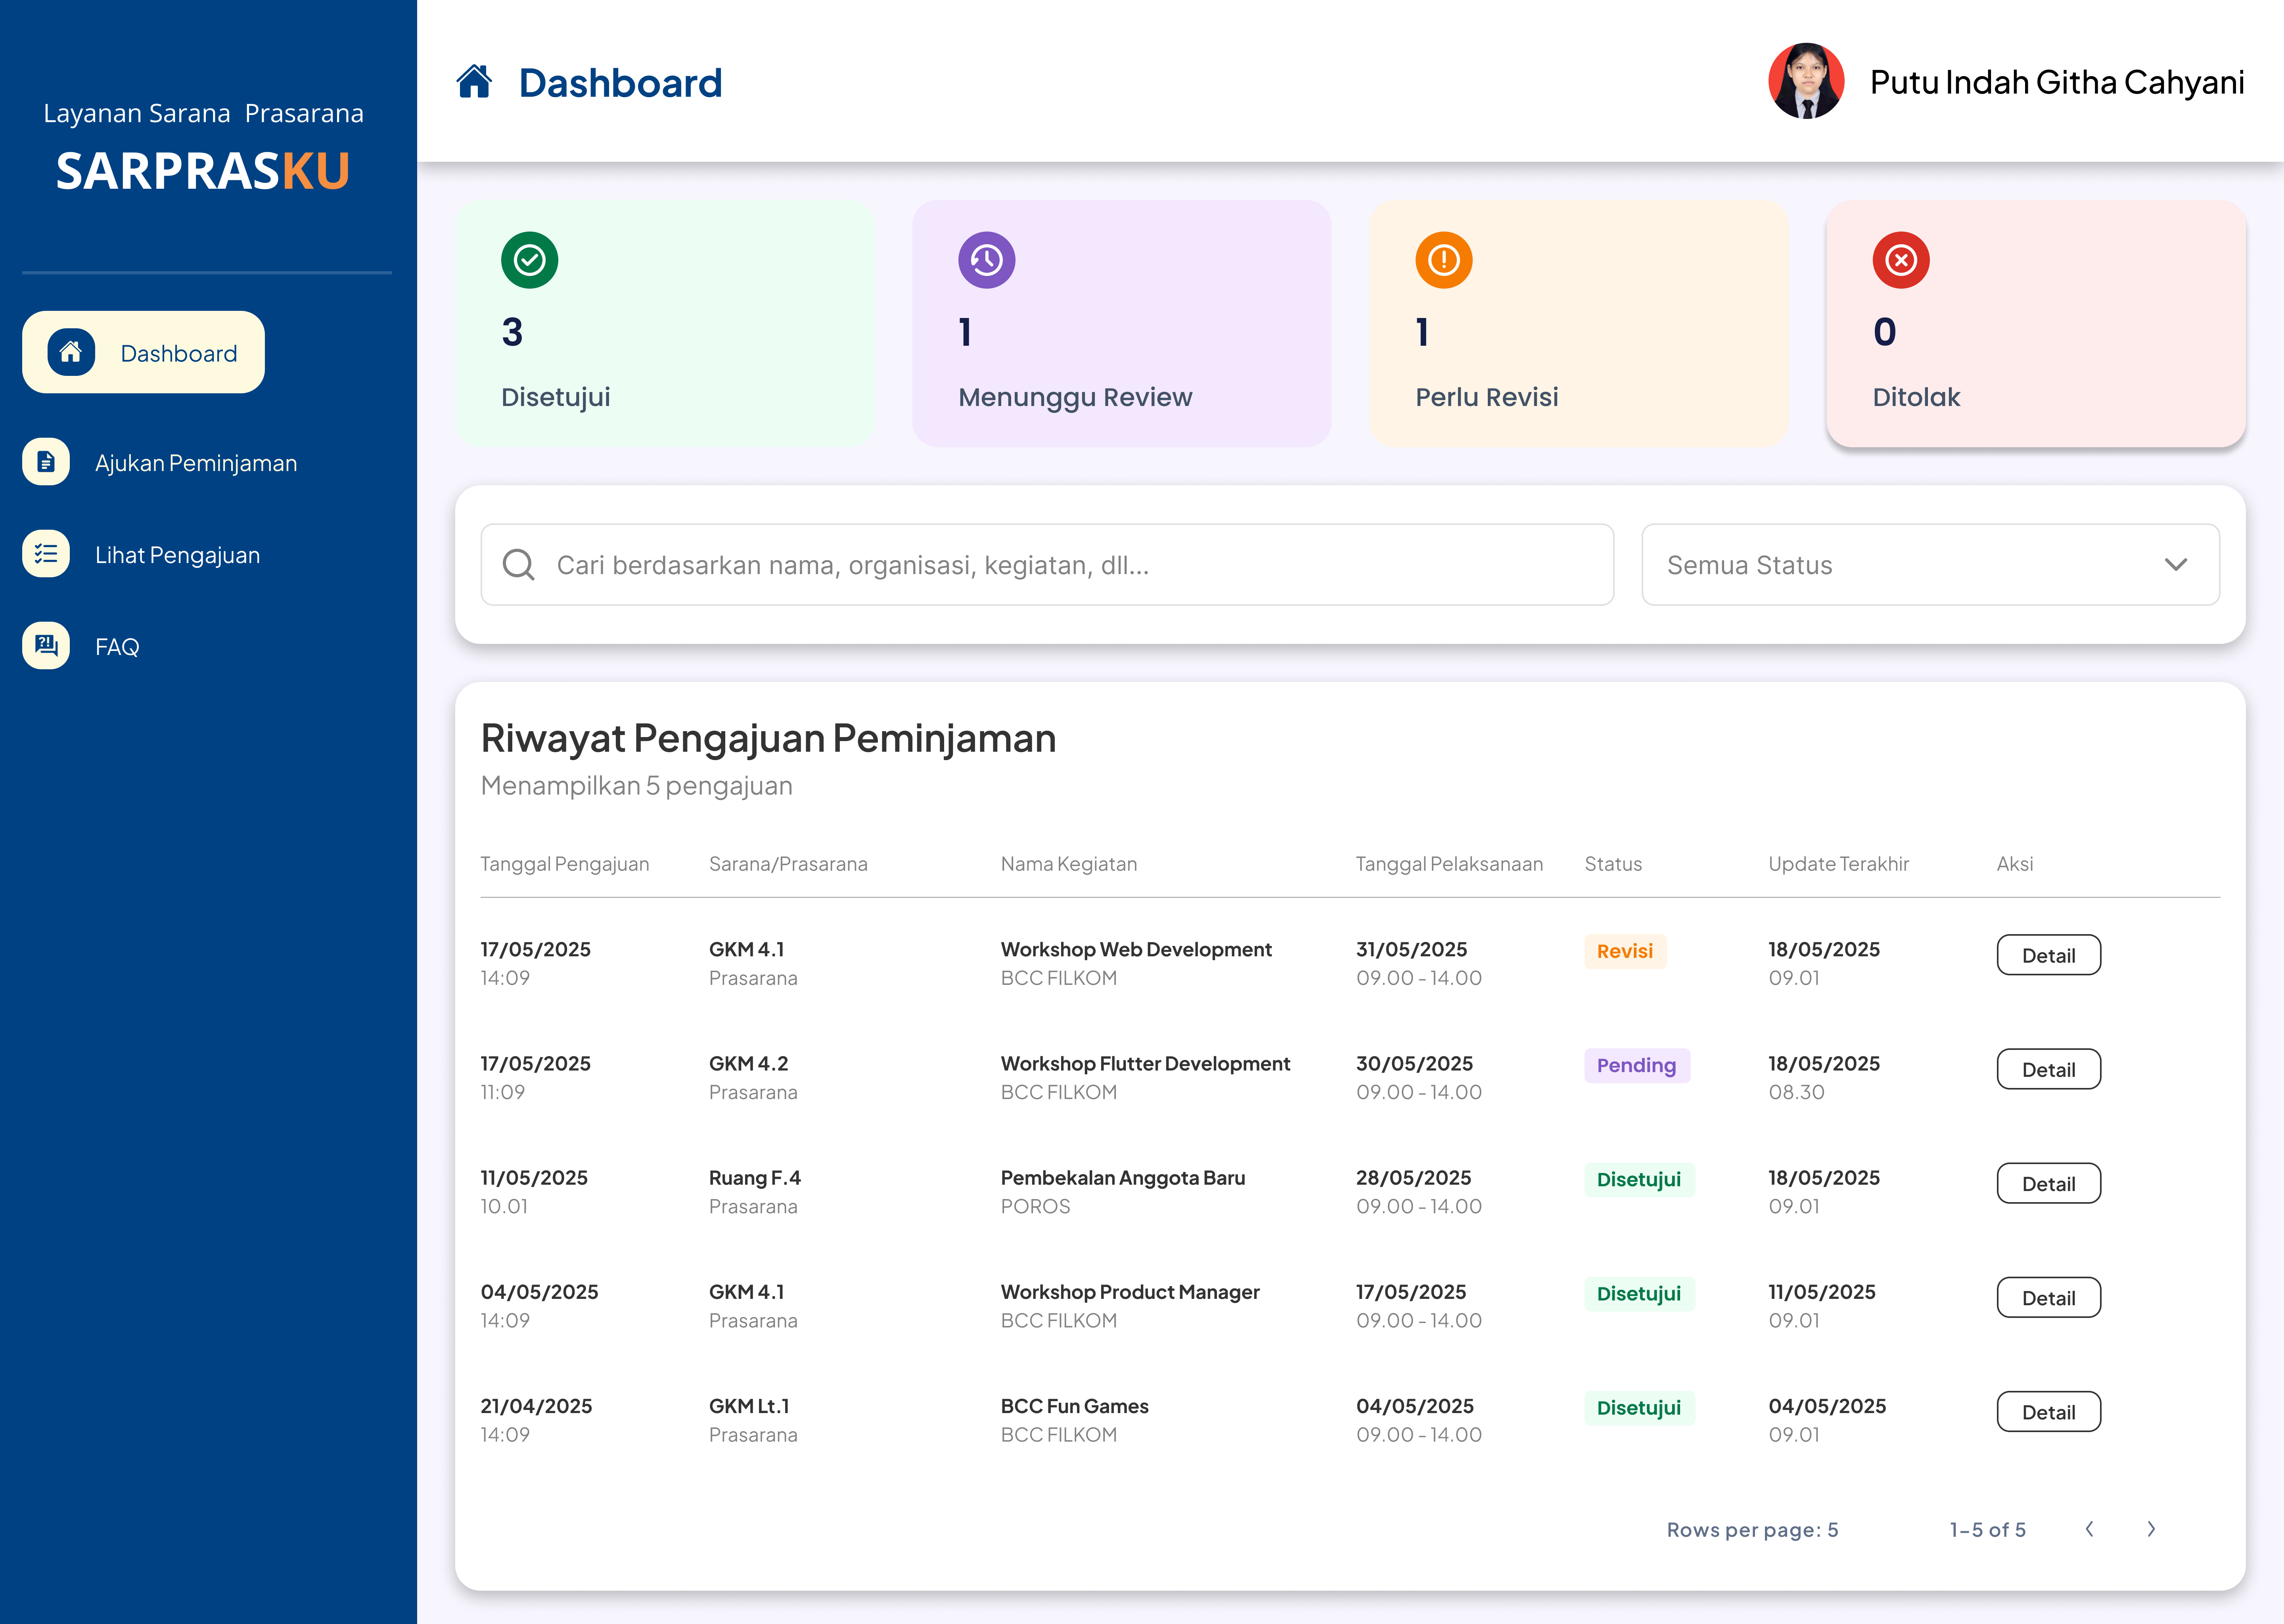 Layanan Sarana Prasarana
SARPRASKU
Dashboard
Ajukan Peminjaman
Lihat Pengajuan
FAQ
Dashboard
Putu Indah Githa Cahyani
3
Disetujui
1
Menunggu Review
1
Perlu Revisi
0
Ditolak
Cari berdasarkan nama, organisasi, kegiatan, dll...
Semua Status
Riwayat Pengajuan Peminjaman
Menampilkan 5 pengajuan
Tanggal Pengajuan Sarana/Prasarana Nama Kegiatan Tanggal Pelaksanaan Status Update Terakhir Aksi
17/05/2025 GKM 4.1 Workshop Web Development 31/05/2025 Revisi 18/05/2025 Detail
14:09 Prasarana BCC FILKOM 09.00 - 14.00 09.01
17/05/2025 GKM 4.2 Workshop Flutter Development 30/05/2025 Pending 18/05/2025 Detail
11:09 Prasarana BCC FILKOM 09.00 - 14.00 08.30
11/05/2025 Ruang F.4 Pembekalan Anggota Baru 28/05/2025 Disetujui 18/05/2025 Detail
10.01 Prasarana POROS 09.00 - 14.00 09.01
04/05/2025 GKM 4.1 Workshop Product Manager 17/05/2025 Disetujui 11/05/2025 Detail
14:09 Prasarana BCC FILKOM 09.00 - 14.00 09.01
21/04/2025 GKM Lt.1 BCC Fun Games 04/05/2025 Disetujui 04/05/2025 Detail
14:09 Prasarana BCC FILKOM 09.00 - 14.00 09.01
Rows per page: 5 1–5 of 5